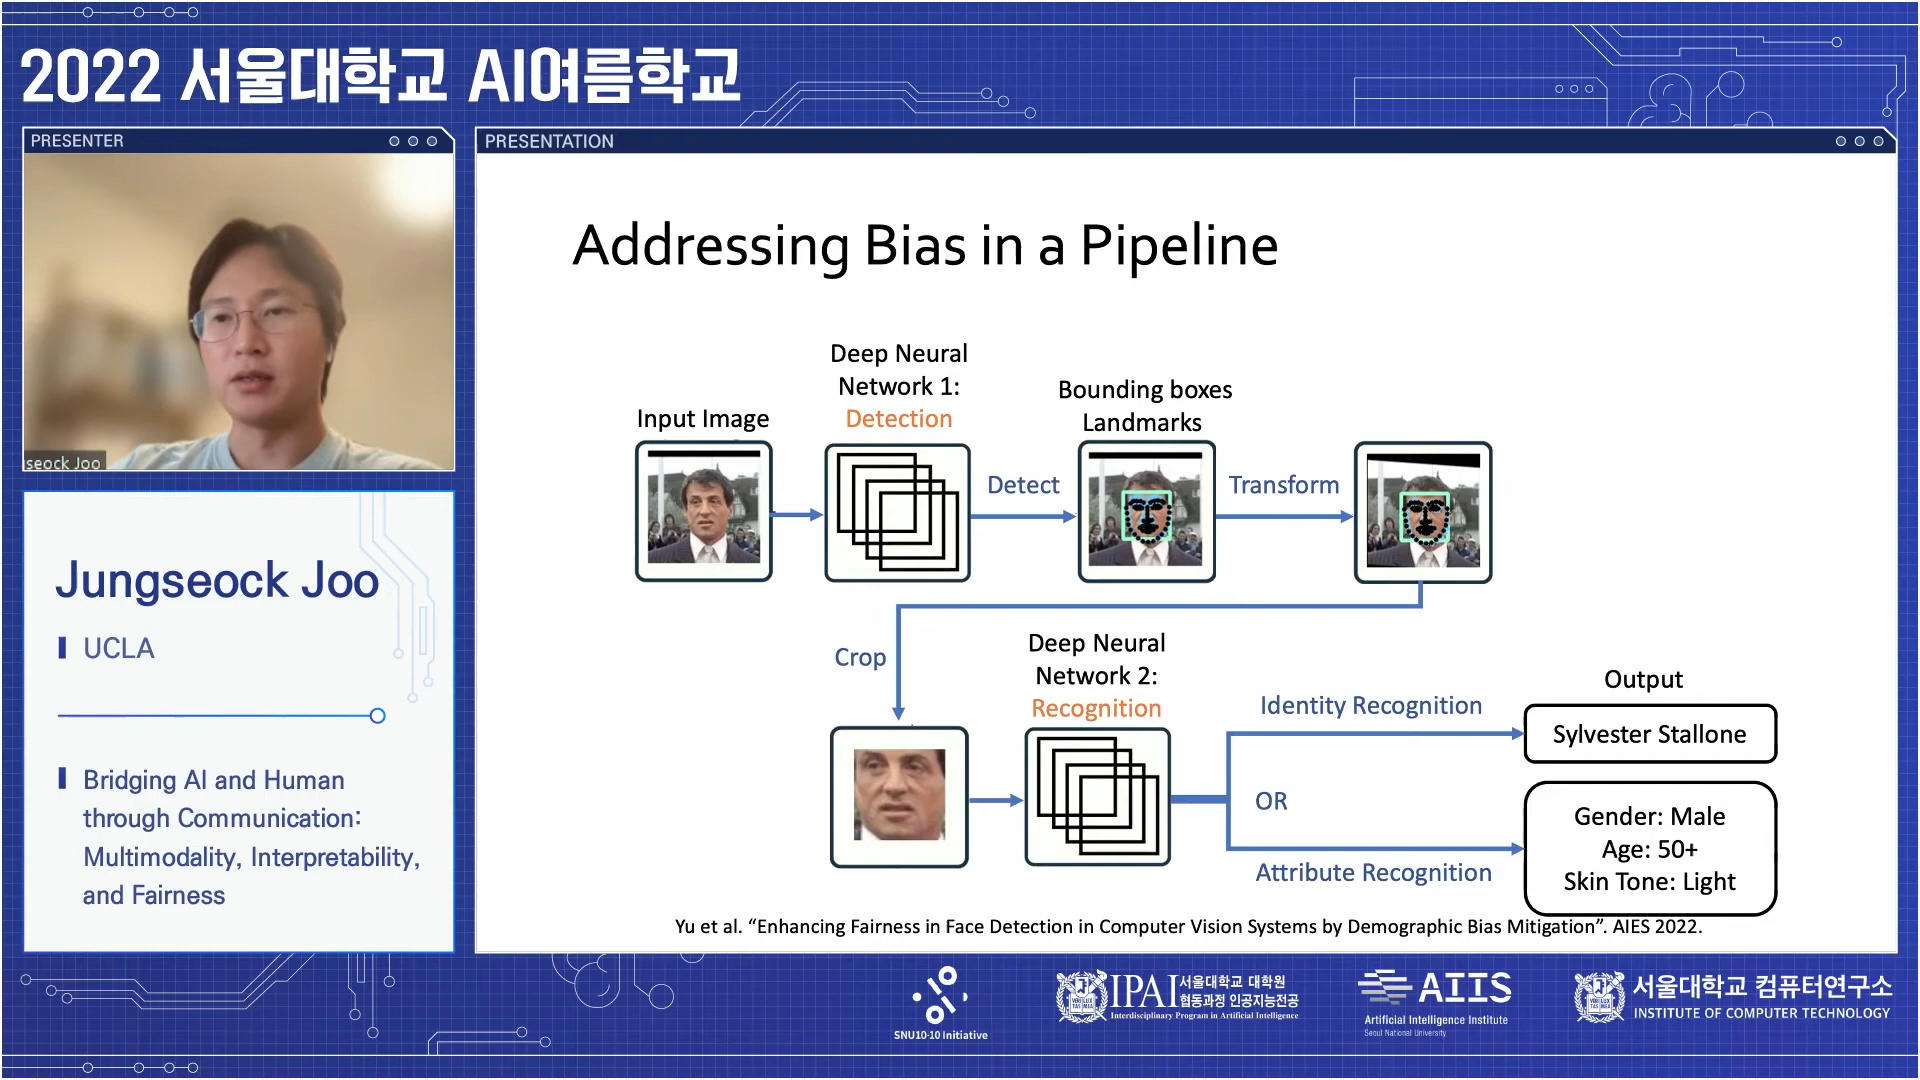 2022 서울대학교 AI여름학교
PRESENTER
seock Joo
Jungseock Joo
UCLA
Bridging AI and Human
through Communication:
Multimodality, Interpretability,
and Fairness
PRESENTATION
Addressing Bias in a Pipeline
Input Image
Deep Neural
Network 1:
Detection
Detect
Bounding boxes
Landmarks
Transform
Crop
Deep Neural
Network 2:
Recognition
Identity Recognition
OR
Attribute Recognition
Output
Sylvester Stallone
Gender: Male
Age: 50+
Skin Tone: Light
Yu et al. “Enhancing Fairness in Face Detection in Computer Vision Systems by Demographic Bias Mitigation”. AIES 2022.
SNU10·10 Initiative
IPAI 서울대학교 대학원
협동과정 인공지능전공
Interdisciplinary Program in Artificial Intelligence
AIIS
Artificial Intelligence Institute
Seoul National University
서울대학교 컴퓨터연구소
INSTITUTE OF COMPUTER TECHNOLOGY